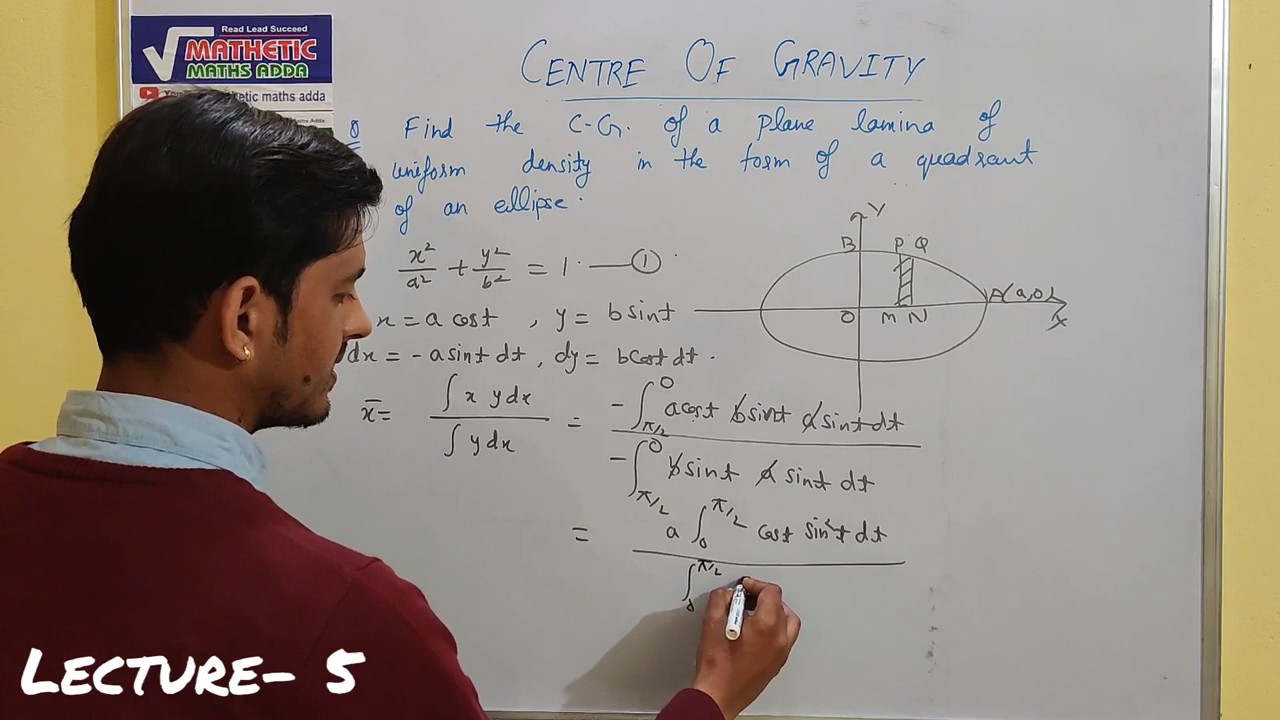 Read Lead Succeed
MATHETIC
MATHS ADDA
hetic maths adda
CENTRE OF GRAVITY
Q Find the C.G. of a plane lamina of
uniform density in the form of a quadrant
of an ellipse.
x²/a² + y²/b² = 1. — ①
x = a cost , y = b sint
dx = - a sint dt , dy = b cost dt .
x̄ = ∫ x y dx / ∫ y dx = -∫_{π/2}^{0} a cost b sint a sint dt / -∫_{π/2}^{0} b sint a sint dt
= a ∫_{0}^{π/2} cost sin²t dt / ∫_{0}^{π/2}
Y
B P Q
A(a,0)
O M N
X
LECTURE- 5